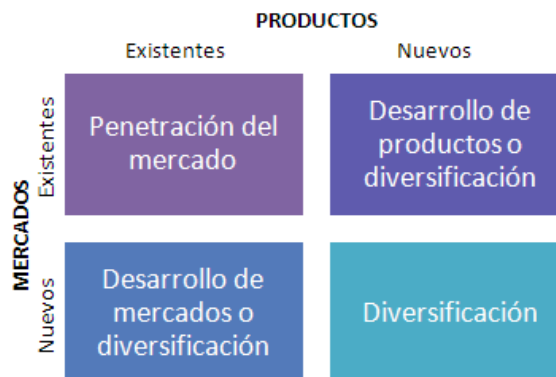 PRODUCTOS
Existentes
Nuevos
MERCADOS
Existentes
Penetración del
mercado
Desarrollo de
productos o
diversificación
Nuevos
Desarrollo de
mercados o
diversificación
Diversificación